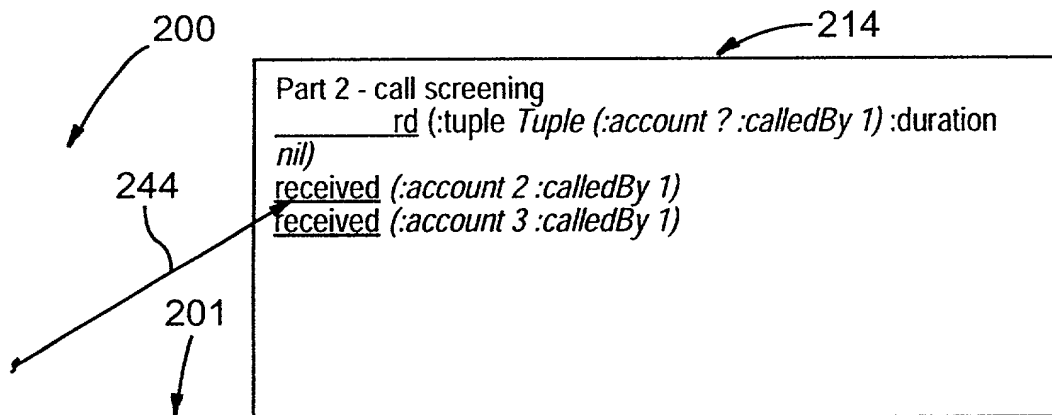 200
214
Part 2 - call screening
rd (:tuple Tuple (:account ? :calledBy 1) :duration
nil)
received (:account 2 :calledBy 1)
received (:account 3 :calledBy 1)
244
201